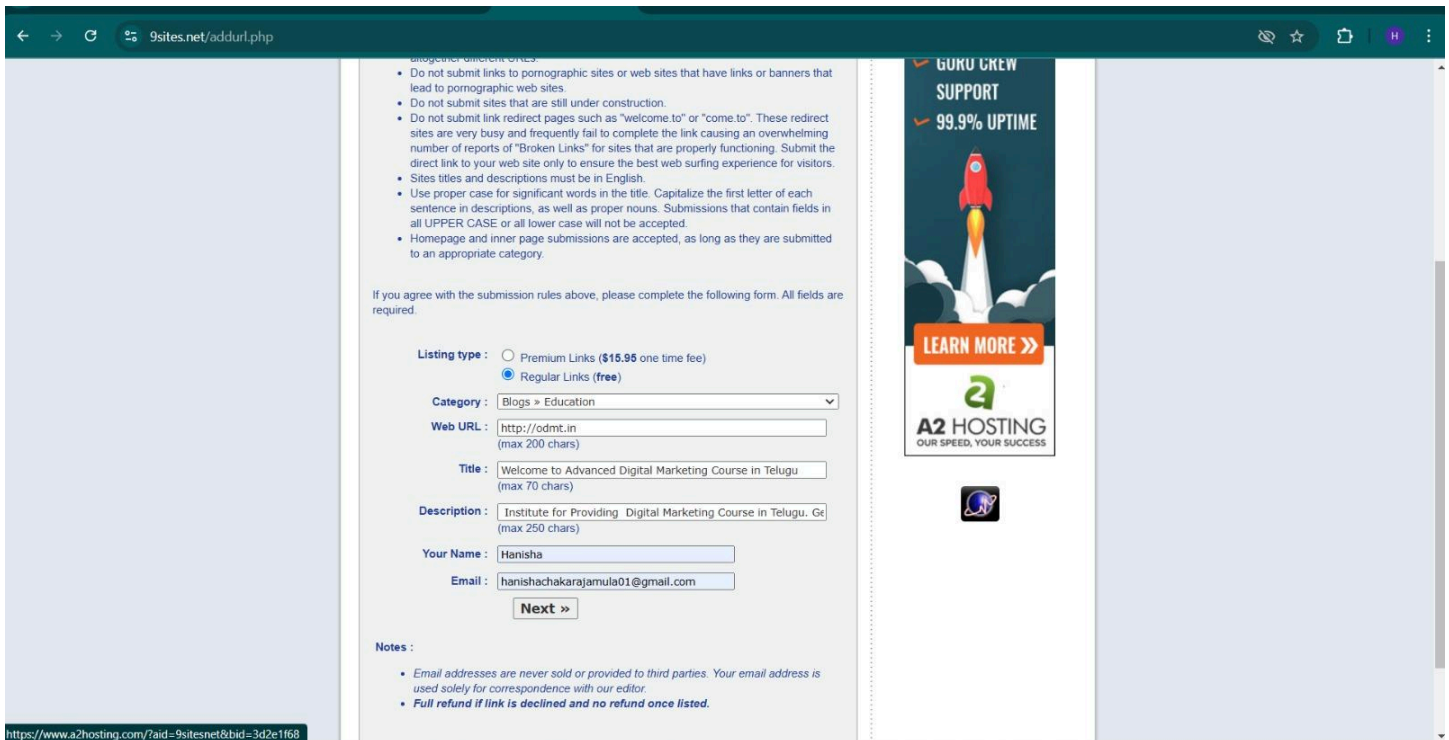 9sites.net/addurl.php
H
altogether different URLs.
Do not submit links to pornographic sites or web sites that have links or banners that
lead to pornographic web sites.
Do not submit sites that are still under construction.
Do not submit link redirect pages such as "welcome.to" or "come.to". These redirect
sites are very busy and frequently fail to complete the link causing an overwhelming
number of reports of "Broken Links" for sites that are properly functioning. Submit the
direct link to your web site only to ensure the best web surfing experience for visitors.
Sites titles and descriptions must be in English.
Use proper case for significant words in the title. Capitalize the first letter of each
sentence in descriptions, as well as proper nouns. Submissions that contain fields in
all UPPER CASE or all lower case will not be accepted.
Homepage and inner page submissions are accepted, as long as they are submitted
to an appropriate category.
If you agree with the submission rules above, please complete the following form. All fields are
required.
Listing type : Premium Links ($15.95 one time fee)
Regular Links (free)
Category : Blogs » Education
Web URL : http://odmt.in
(max 200 chars)
Title : Welcome to Advanced Digital Marketing Course in Telugu
(max 70 chars)
Description : Institute for Providing Digital Marketing Course in Telugu. Ge
(max 250 chars)
Your Name : Hanisha
Email : hanishachakarajamula01@gmail.com
Next »
Notes :
Email addresses are never sold or provided to third parties. Your email address is
used solely for correspondence with our editor.
Full refund if link is declined and no refund once listed.
GURU CREW
SUPPORT
99.9% UPTIME
LEARN MORE »
a2
A2 HOSTING
OUR SPEED, YOUR SUCCESS
https://www.a2hosting.com/?aid=9sitesnet&bid=3d2e1f68